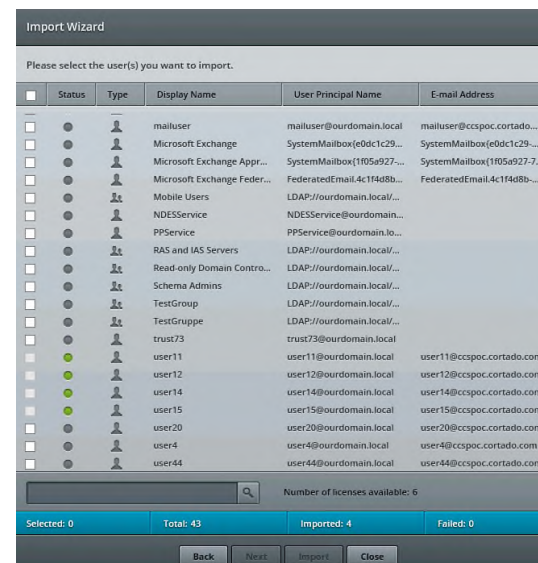 Import Wizard
Please select the user(s) you want to import.
Status Type Display Name User Principal Name E-mail Address
mailuser mailuser@ourdomain.local mailuser@ccspoc.cortado...
Microsoft Exchange SystemMailbox{e0dc1c29... SystemMailbox{e0dc1c29-...
Microsoft Exchange Appr... SystemMailbox{1f05a927-... SystemMailbox{1f05a927-7.
Microsoft Exchange Feder... FederatedEmail.4c1f4d8b... FederatedEmail.4c1f4d8b-...
Mobile Users LDAP://ourdomain.local/...
NDESService NDESService@ourdomain...
PPService PPService@ourdomain.lo...
RAS and IAS Servers LDAP://ourdomain.local/...
Read-only Domain Contro... LDAP://ourdomain.local/...
Schema Admins LDAP://ourdomain.local/...
TestGroup LDAP://ourdomain.local/...
TestGruppe LDAP://ourdomain.local/...
trust73 trust73@ourdomain.local
user11 user11@ourdomain.local user11@ccspoc.cortado.con
user12 user12@ourdomain.local user12@ccspoc.cortado.con
user14 user14@ourdomain.local user14@ccspoc.cortado.con
user15 user15@ourdomain.local user15@ccspoc.cortado.con
user20 user20@ourdomain.local user20@ccspoc.cortado.con
user4 user4@ourdomain.local user4@ccspoc.cortado.com
user44 user44@ourdomain.local user44@ccspoc.cortado.con
Number of licenses available: 6
Selected: 0 Total: 43 Imported: 4 Failed: 0
Back Next Import Close